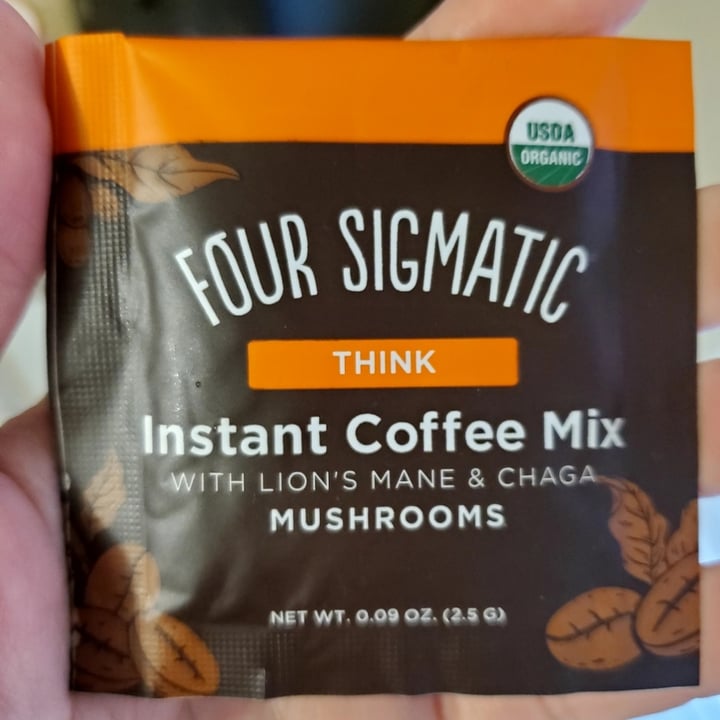 USDA
ORGANIC
FOUR SIGMATIC
THINK
Instant Coffee Mix
WITH LION'S MANE & CHAGA
MUSHROOMS
NET WT. 0.09 OZ. (2.5 G)